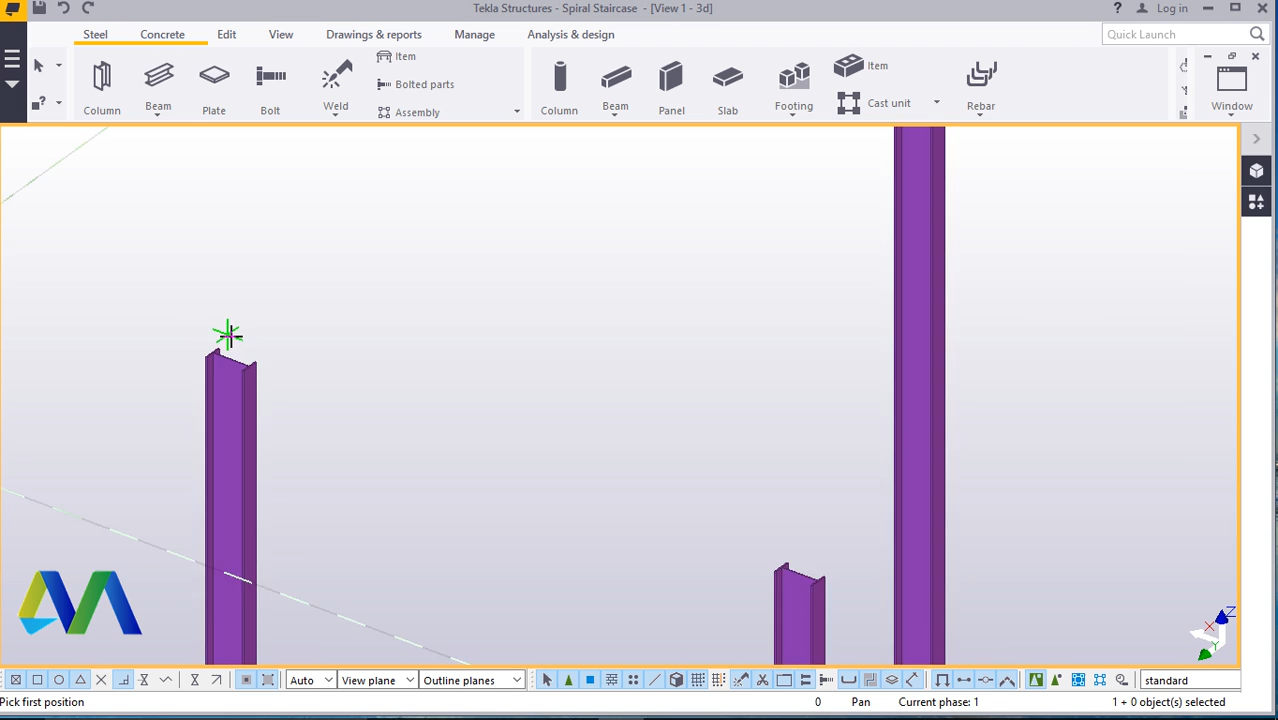 Tekla Structures - Spiral Staircase - [View 1 - 3d]
? Log in
Steel Concrete Edit View Drawings & reports Manage Analysis & design
Quick Launch
Item
Bolted parts
Assembly
Column Beam Plate Bolt Weld
Column Beam Panel Slab Footing
Item
Cast unit
Rebar
Window
Z
X
Y
Auto View plane Outline planes standard
Pick first position 0 Pan Current phase: 1 1 + 0 object(s) selected